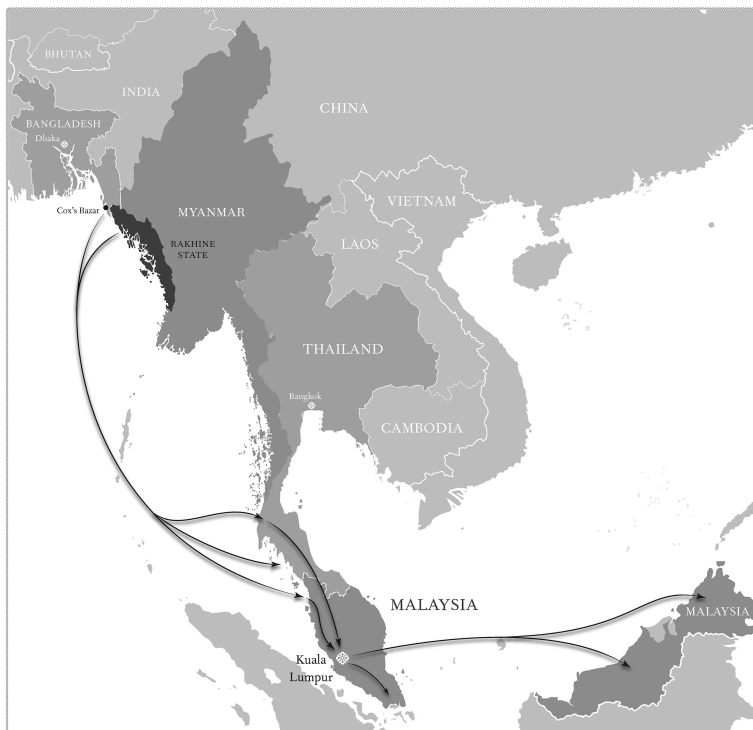 BHUTAN
INDIA
CHINA
BANGLADESH
Dhaka
VIETNAM
Cox's Bazar
MYANMAR
LAOS
RAKHINE
STATE
THAILAND
Bangkok
CAMBODIA
MALAYSIA
MALAYSIA
Kuala
Lumpur